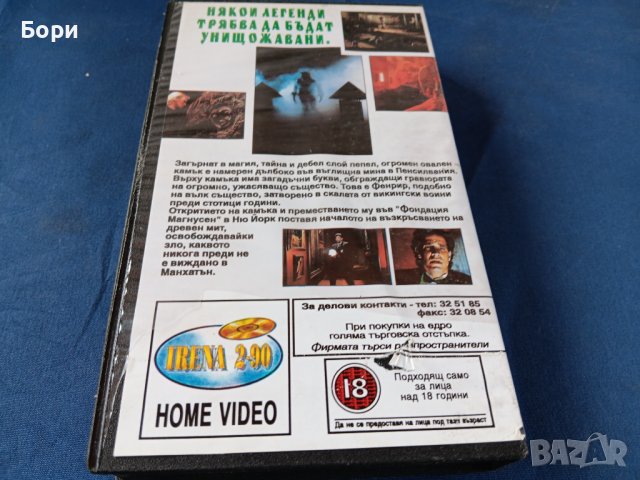 Бори
НЯКОИ ЛЕГЕНДИ
ТРЯБВА ДА БЪДАТ
УНИЩОЖАВАНИ.
Загърнат в магия, тайна и дебел слой пепел, огромен овален
камък е намерен дълбоко във въглищна мина в Пенсилвания.
Върху камъка има загадъчни букви, обграждащи гравюрата
на огромно, ужасяващо същество. Това е Фенрир, подобно
на вълк същество, затворено в скалата от викингски воини
преди стотици години.
Откритието на камъка и преместването му във "Фондация
Магнусен" в Ню Йорк поставя началото на възкръсването на
древен мит,
освобождавайки
зло, каквото
никога преди не
е виждано в
Манхатън.
За делови контакти - тел: 32 51 85
факс: 32 08 54
При покупки на едро
голяма търговска отстъпка.
Фирмата търси разпространители
IRENA 2-90
HOME VIDEO
18
Подходящ само
за лица
над 18 години
Да не се предоставя на лица под тази възраст
BAZAR